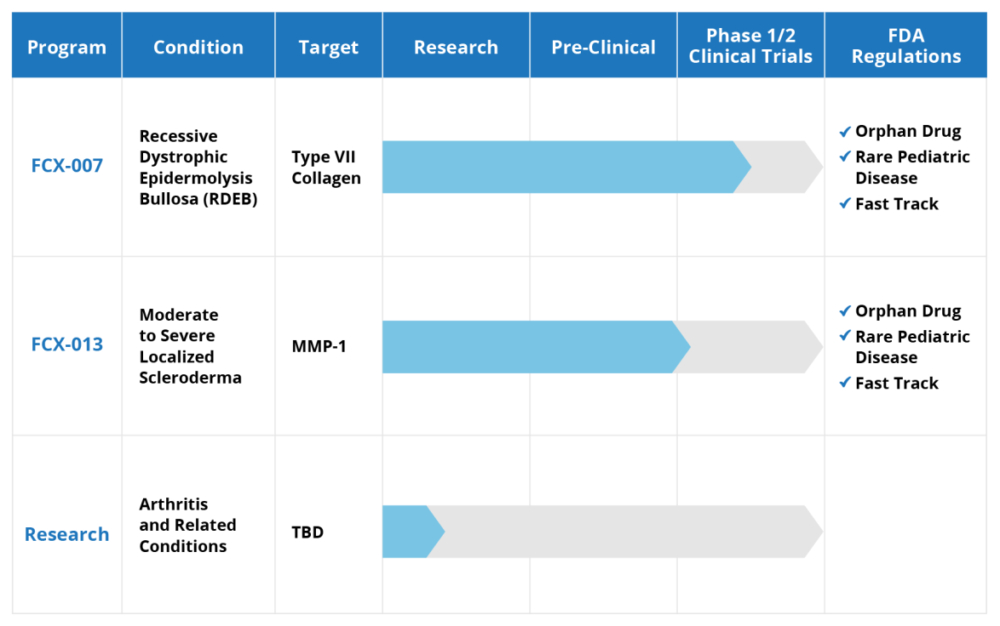 Program
Condition
Target
Research
Pre-Clinical
Phase 1/2
Clinical Trials
FDA
Regulations
FCX-007
Recessive
Dystrophic
Epidermolysis
Bullosa (RDEB)
Type VII
Collagen
Orphan Drug
Rare Pediatric
Disease
Fast Track
FCX-013
Moderate
to Severe
Localized
Scleroderma
MMP-1
Orphan Drug
Rare Pediatric
Disease
Fast Track
Research
Arthritis
and Related
Conditions
TBD